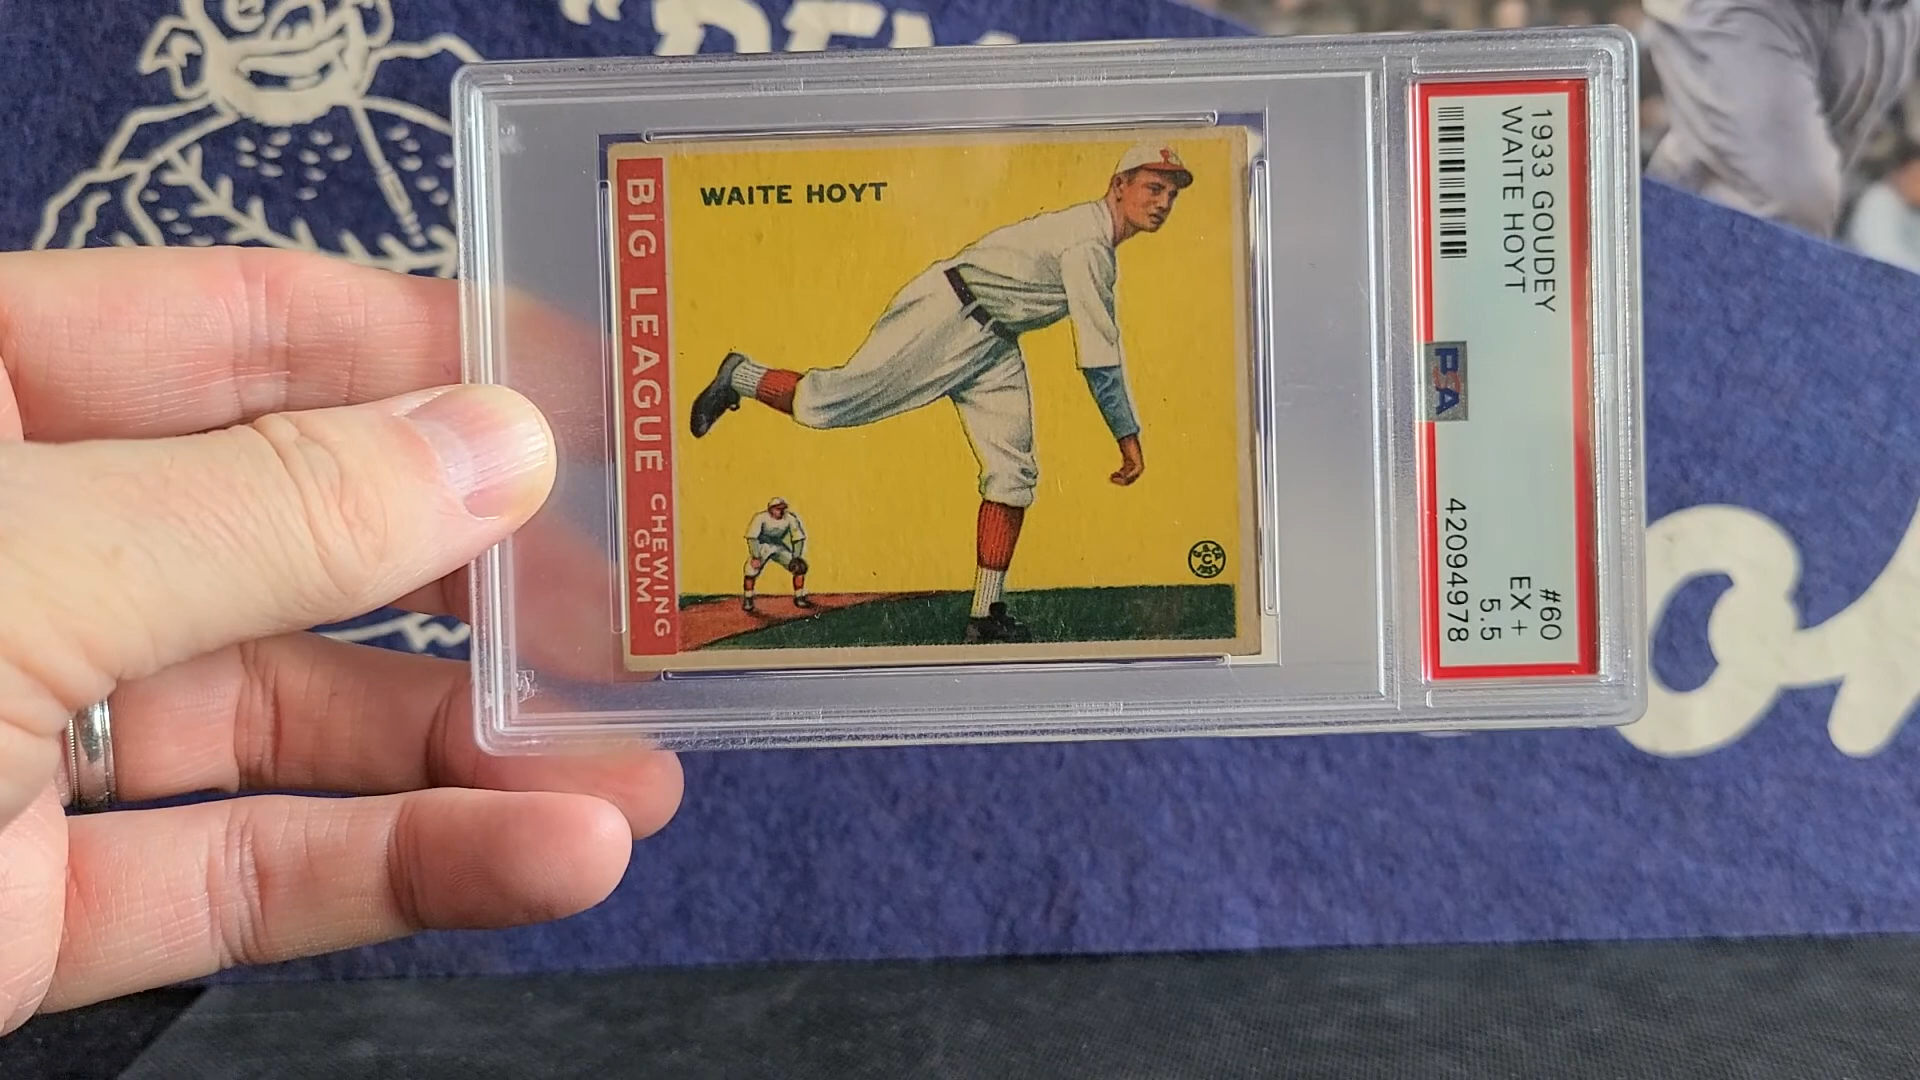 WAITE HOYT
BIG LEAGUE CHEWING
GUM
1933 GOUDEY
#60
WAITE HOYT
EX +
5.5
PSA
42094978